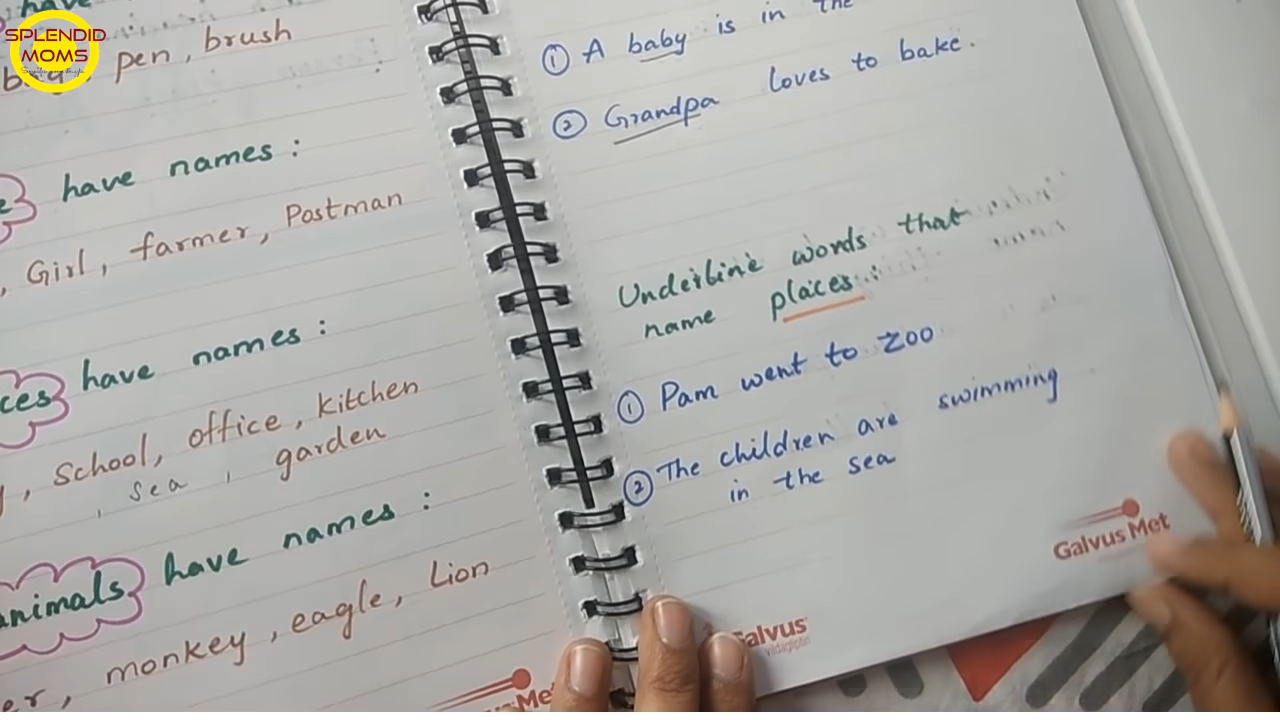 SPLENDID
MOMS
have
pen, brush
have names :
Girl, farmer, Postman
have names :
School, office, kitchen
, sea, garden
animals have names :
monkey, eagle, Lion
① A baby is in the
② Grandpa loves to bake.
Underline words that
name places :
① Pam went to Zoo
② The children are swimming
in the sea
Galvus Met
Galvus
vildagliptin